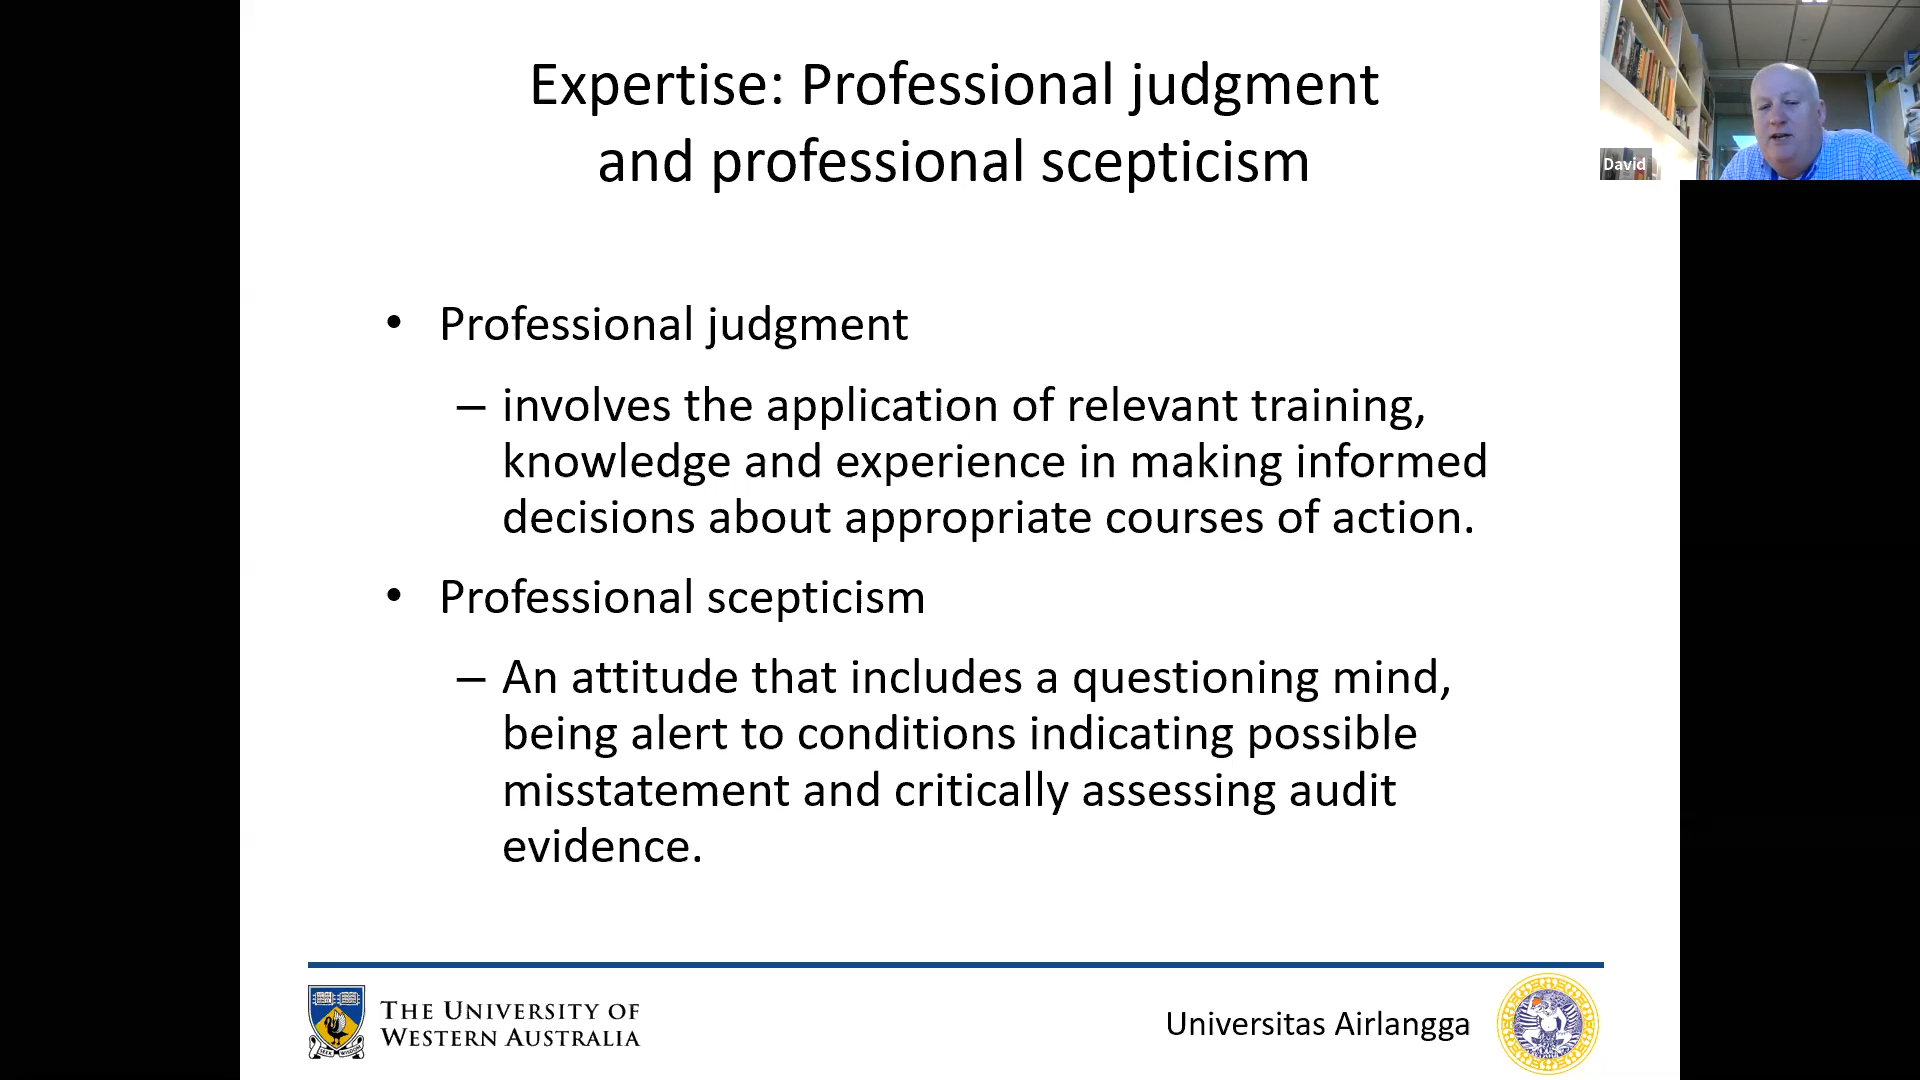 Expertise: Professional judgment
and professional scepticism
David
• Professional judgment
– involves the application of relevant training,
knowledge and experience in making informed
decisions about appropriate courses of action.
• Professional scepticism
– An attitude that includes a questioning mind,
being alert to conditions indicating possible
misstatement and critically assessing audit
evidence.
THE UNIVERSITY OF
WESTERN AUSTRALIA
SEEK WISDOM
Universitas Airlangga